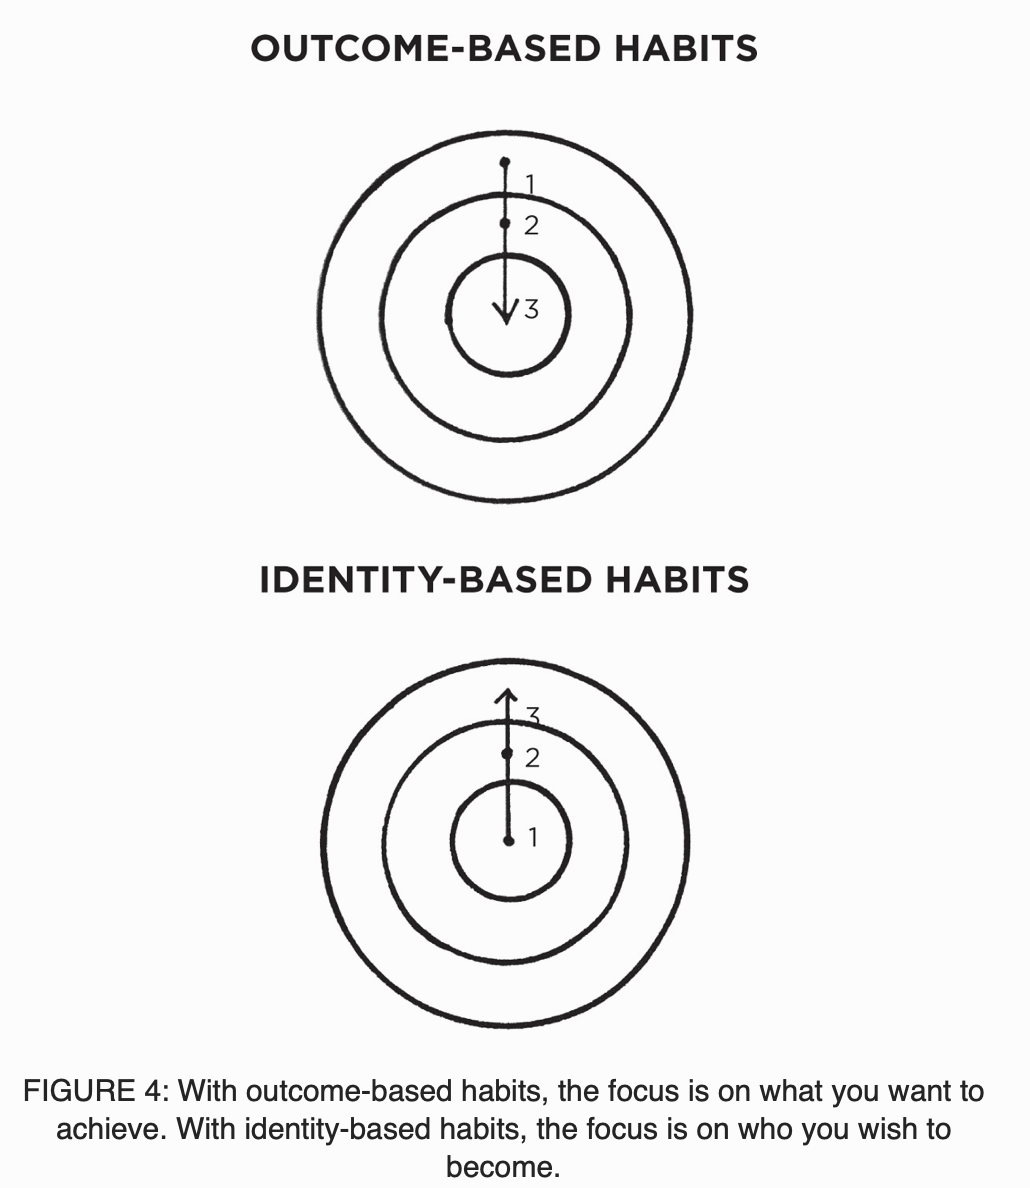 OUTCOME-BASED HABITS
1
2
3
IDENTITY-BASED HABITS
3
2
1
FIGURE 4: With outcome-based habits, the focus is on what you want to
achieve. With identity-based habits, the focus is on who you wish to
become.